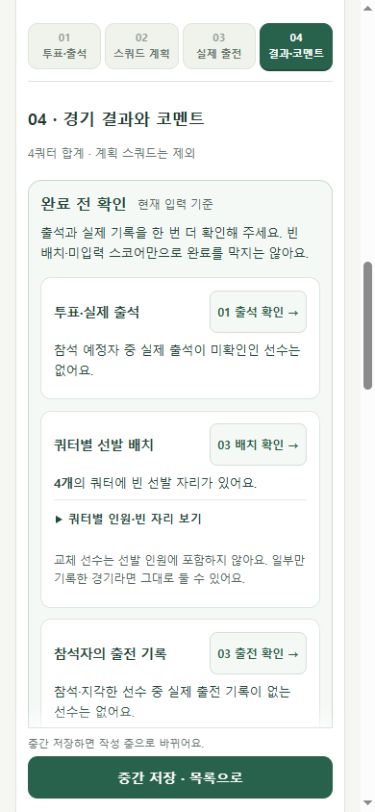 01
투표·출석
02
스쿼드 계획
03
실제 출전
04
결과·코멘트
04 · 경기 결과와 코멘트
4쿼터 합계 · 계획 스쿼드는 제외
완료 전 확인 현재 입력 기준
출석과 실제 기록을 한 번 더 확인해 주세요. 빈
배치·미입력 스코어만으로 완료를 막지는 않아요.
투표·실제 출석
01 출석 확인 →
참석 예정자 중 실제 출석이 미확인인 선수는
없어요.
쿼터별 선발 배치
03 배치 확인 →
4개의 쿼터에 빈 선발 자리가 있어요.
▶ 쿼터별 인원·빈 자리 보기
교체 선수는 선발 인원에 포함하지 않아요. 일부만
기록한 경기라면 그대로 둘 수 있어요.
참석자의 출전 기록
03 출전 확인 →
참석·지각한 선수 중 실제 출전 기록이 없는
선수는 없어요.
중간 저장하면 작성 중으로 바뀌어요.
중간 저장 · 목록으로